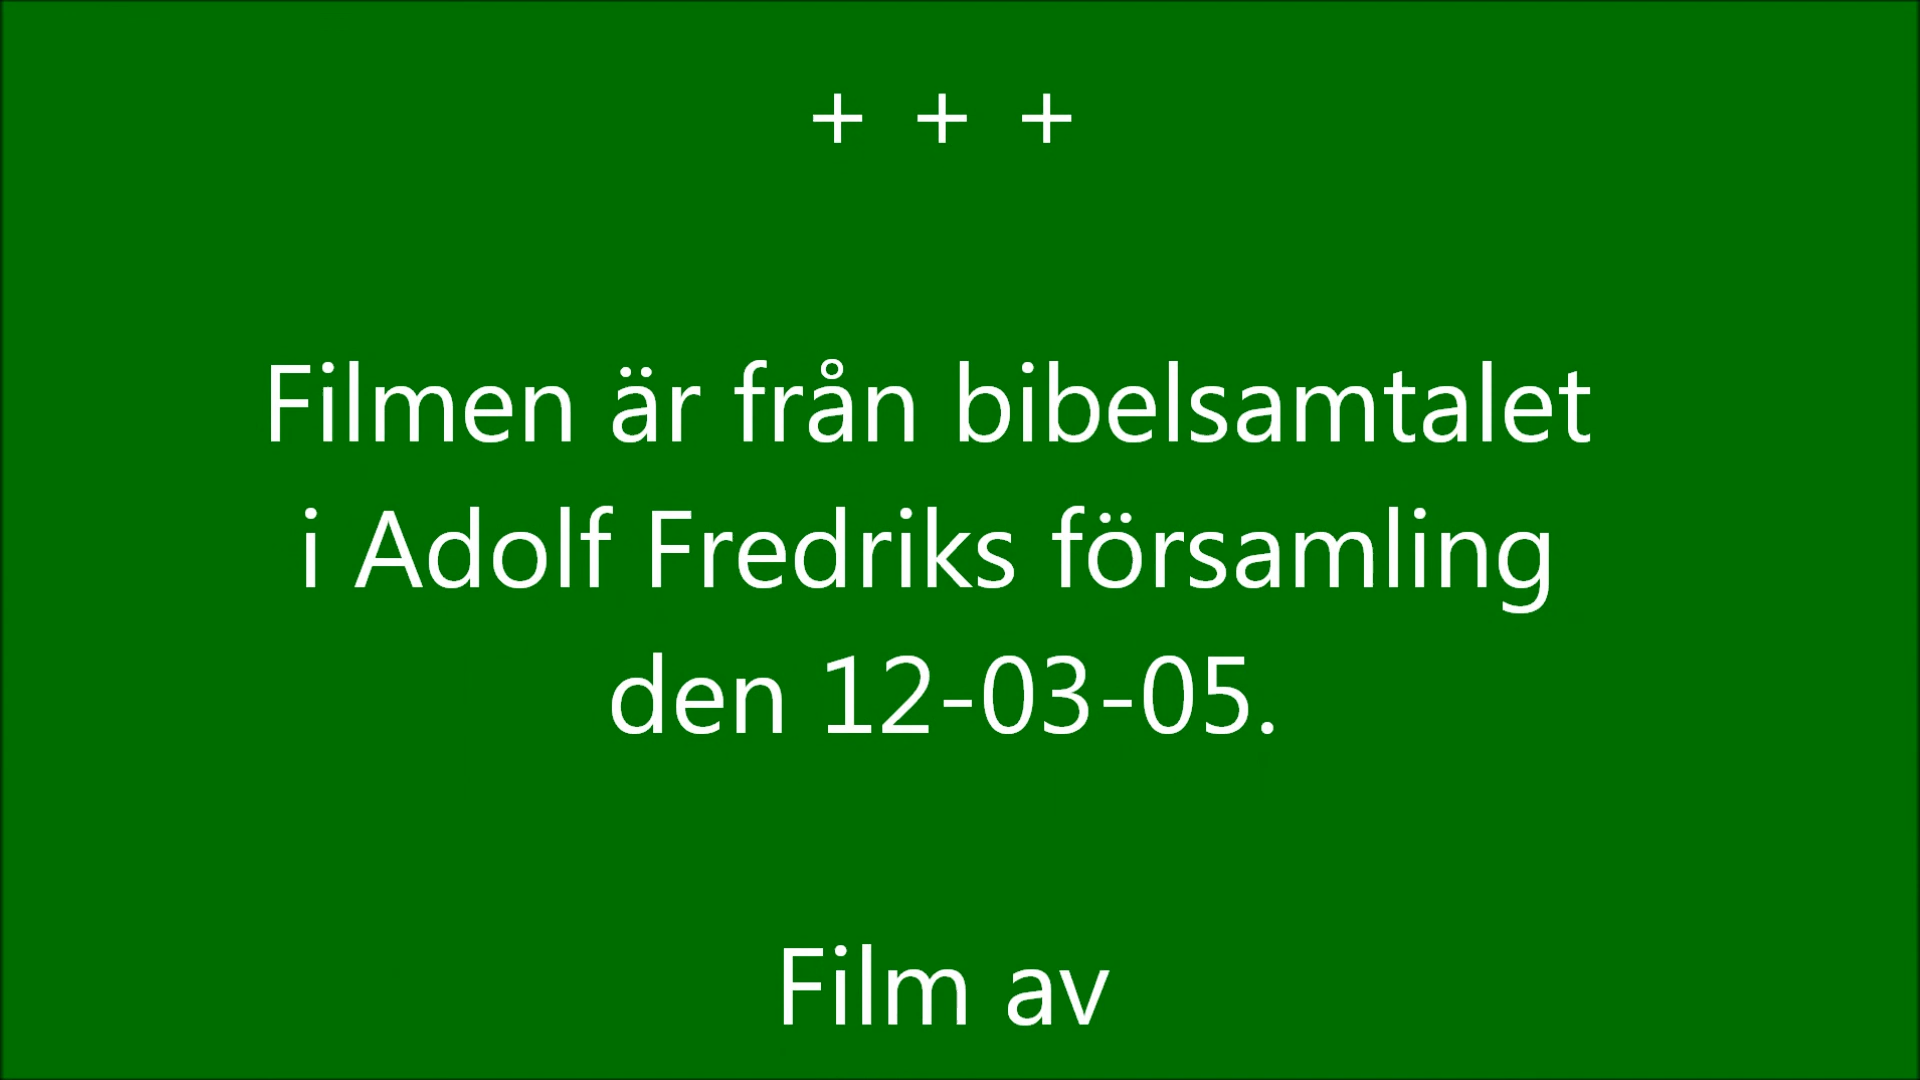 + + +
Filmen är från bibelsamtalet
i Adolf Fredriks församling
den 12-03-05.
Film av